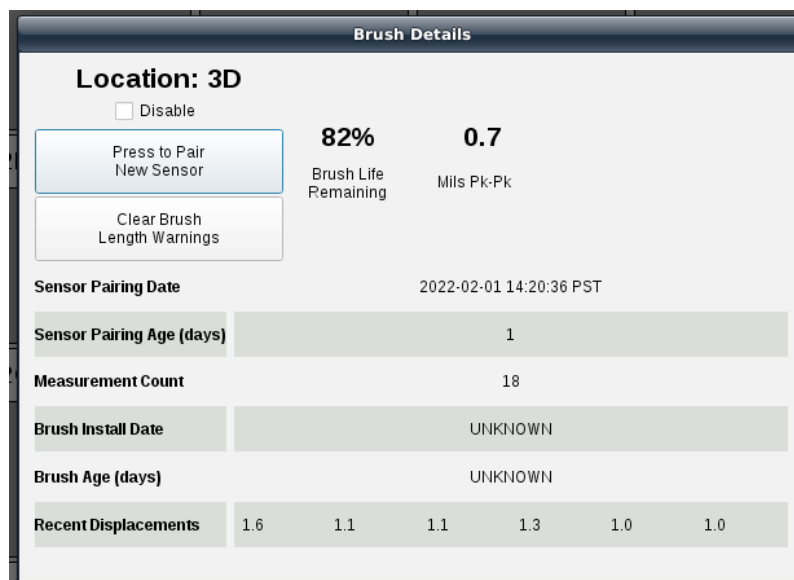 Brush Details
Location: 3D
Disable
Press to Pair
New Sensor
82%
Brush Life
Remaining
0.7
Mils Pk-Pk
Clear Brush
Length Warnings
Sensor Pairing Date 2022-02-01 14:20:36 PST
Sensor Pairing Age (days) 1
Measurement Count 18
Brush Install Date UNKNOWN
Brush Age (days) UNKNOWN
Recent Displacements 1.6 1.1 1.1 1.3 1.0 1.0